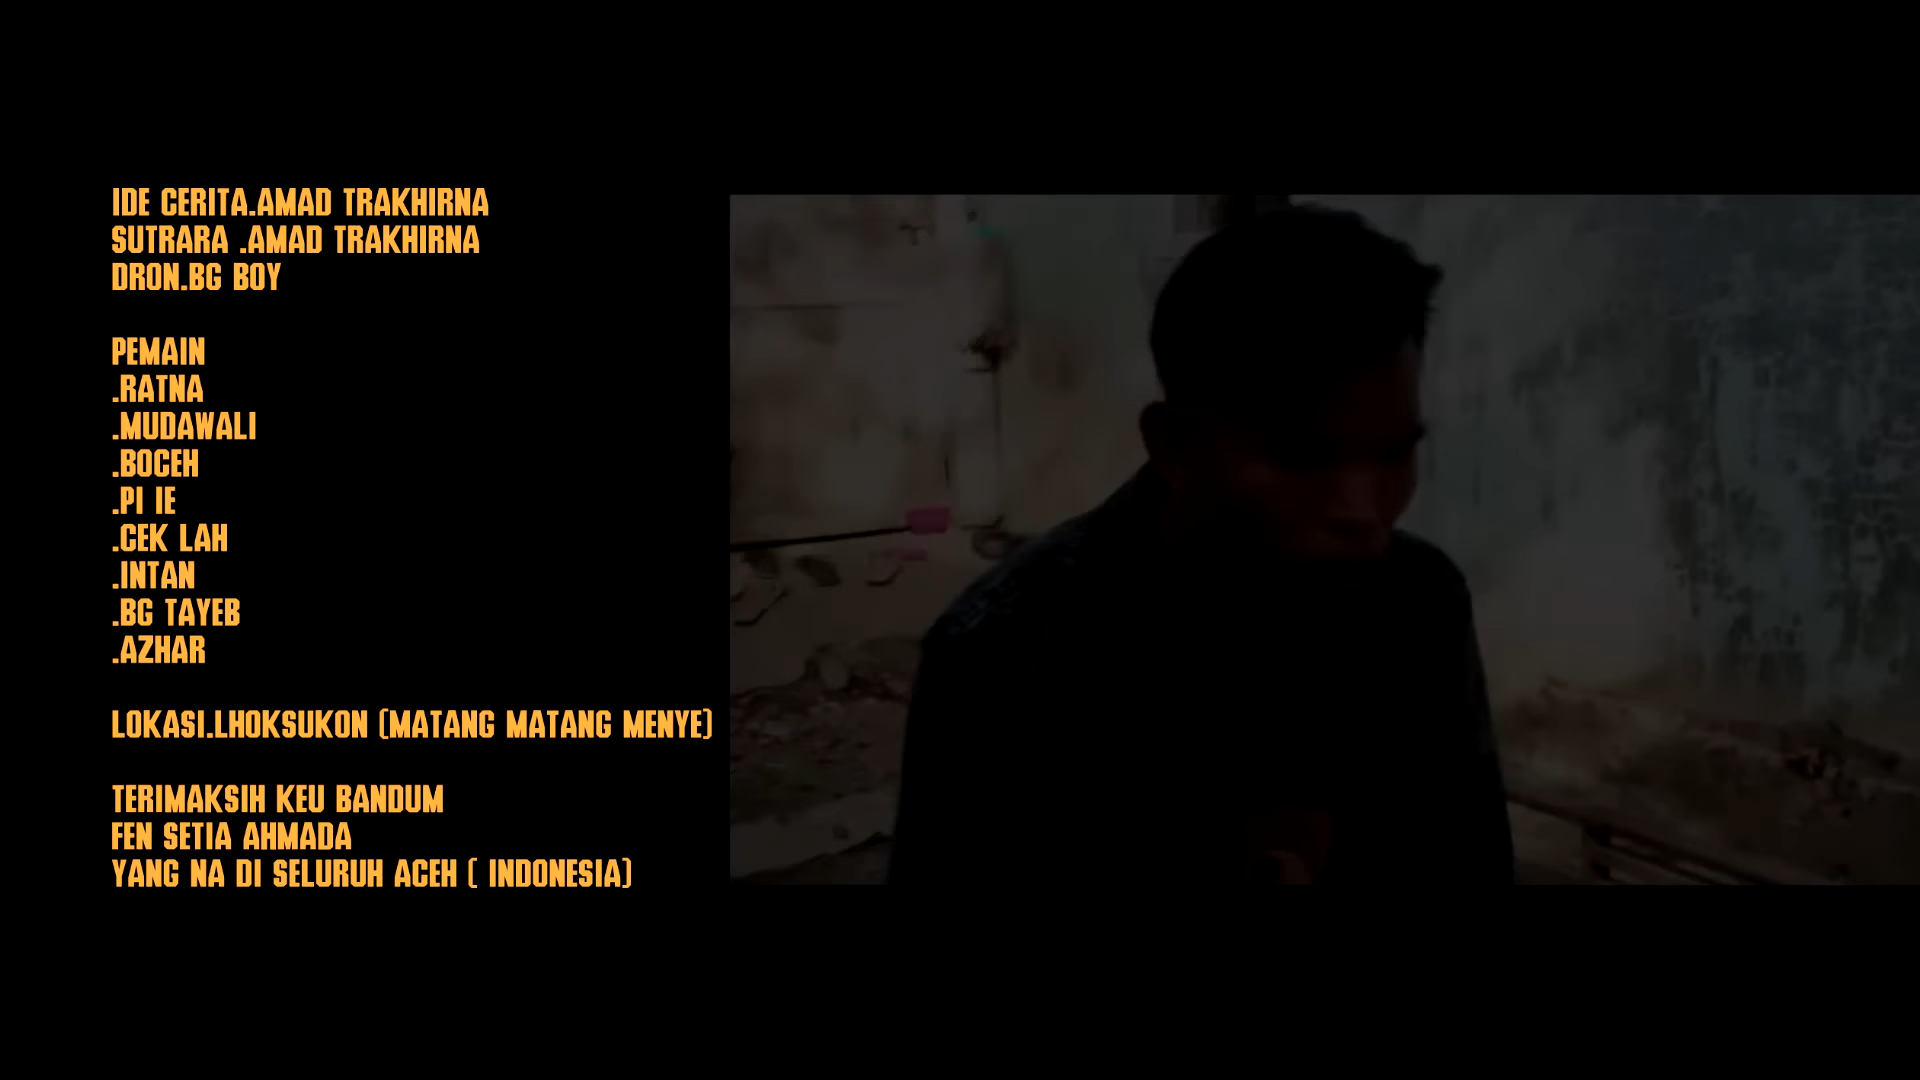 IDE CERITA.AMAD TRAKHIRNA
SUTRARA .AMAD TRAKHIRNA
DRON.BG BOY
PEMAIN
.RATNA
.MUDAWALI
.BOCEH
.PI IE
.CEK LAH
.INTAN
.BG TAYEB
.AZHAR
LOKASI.LHOKSUKON (MATANG MATANG MENYE)
TERIMAKSIH KEU BANDUM
FEN SETIA AHMADA
YANG NA DI SELURUH ACEH ( INDONESIA)